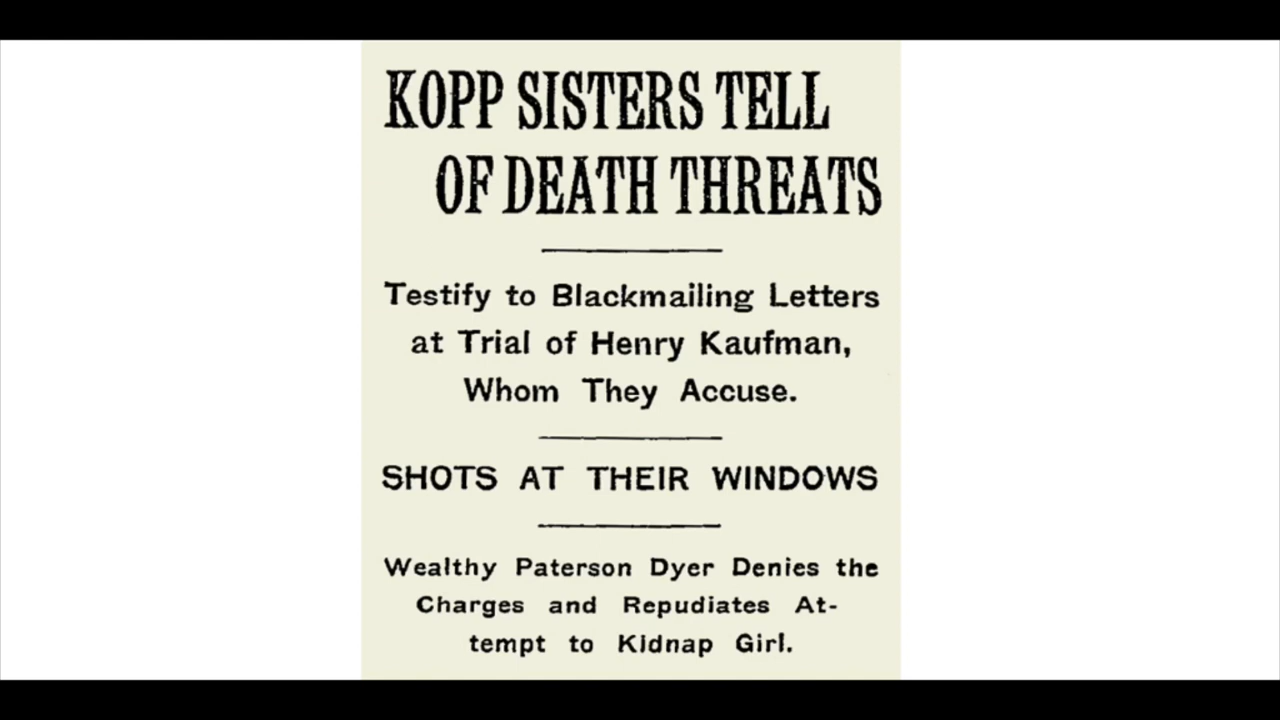 KOPP SISTERS TELL
OF DEATH THREATS
Testify to Blackmailing Letters
at Trial of Henry Kaufman,
Whom They Accuse.
SHOTS AT THEIR WINDOWS
Wealthy Paterson Dyer Denies the
Charges and Repudiates At-
tempt to Kidnap Girl.